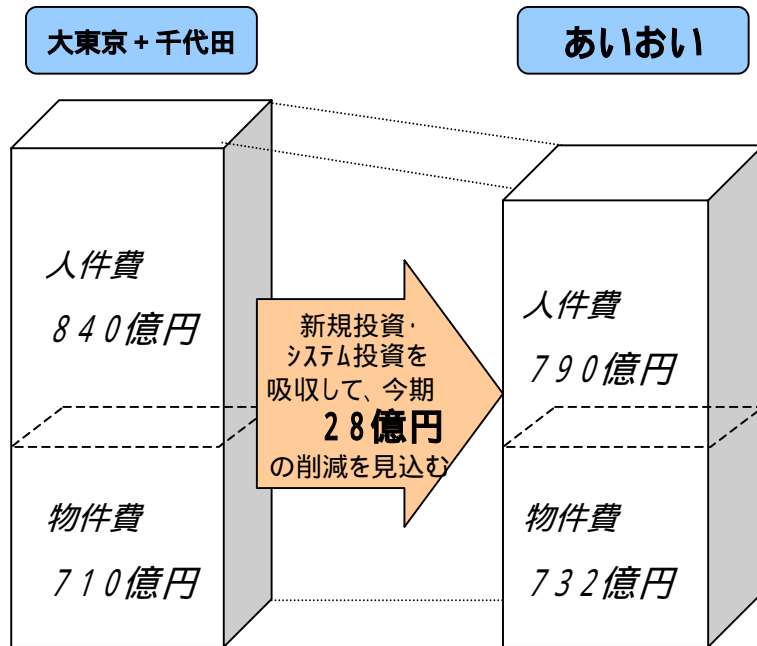 大東京+千代田
あいおい
人件費
840億円
物件費
710億円
新規投資・
システム投資を
吸収して、今期
28億円
の削減を見込む
人件費
790億円
物件費
732億円